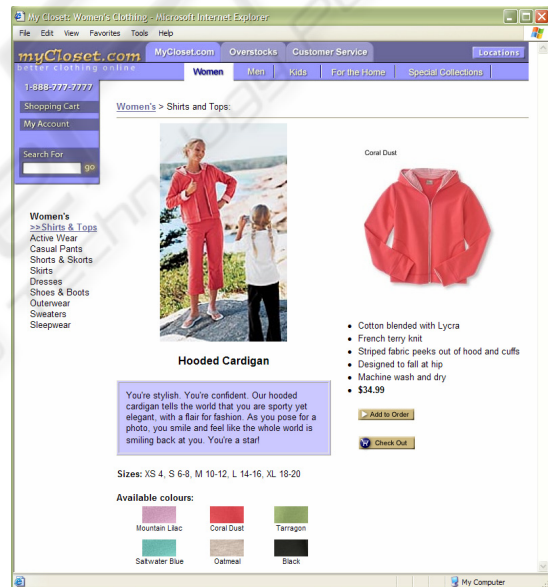 My Closet: Women's Clothing - Microsoft Internet Explorer
File Edit View Favorites Tools Help
myCloset.com
better clothing online
MyCloset.com Overstocks Customer Service Locations
Women Men Kids For the Home Special Collections
1-888-777-7777
Shopping Cart
My Account
Search For
go
Women's > Shirts and Tops:
Coral Dust
Women's
>>Shirts & Tops
Active Wear
Casual Pants
Shorts & Skorts
Skirts
Dresses
Shoes & Boots
Outerwear
Sweaters
Sleepwear
Hooded Cardigan
You're stylish. You're confident. Our hooded
cardigan tells the world that you are sporty yet
elegant, with a flair for fashion. As you pose for a
photo, you smile and feel like the whole world is
smiling back at you. You're a star!
Cotton blended with Lycra
French terry knit
Striped fabric peeks out of hood and cuffs
Designed to fall at hip
Machine wash and dry
$34.99
Add to Order
Check Out
Sizes: XS 4, S 6-8, M 10-12, L 14-16, XL 18-20
Available colours:
Mountain Lilac Coral Dust Tarragon
Saltwater Blue Oatmeal Black
My Computer